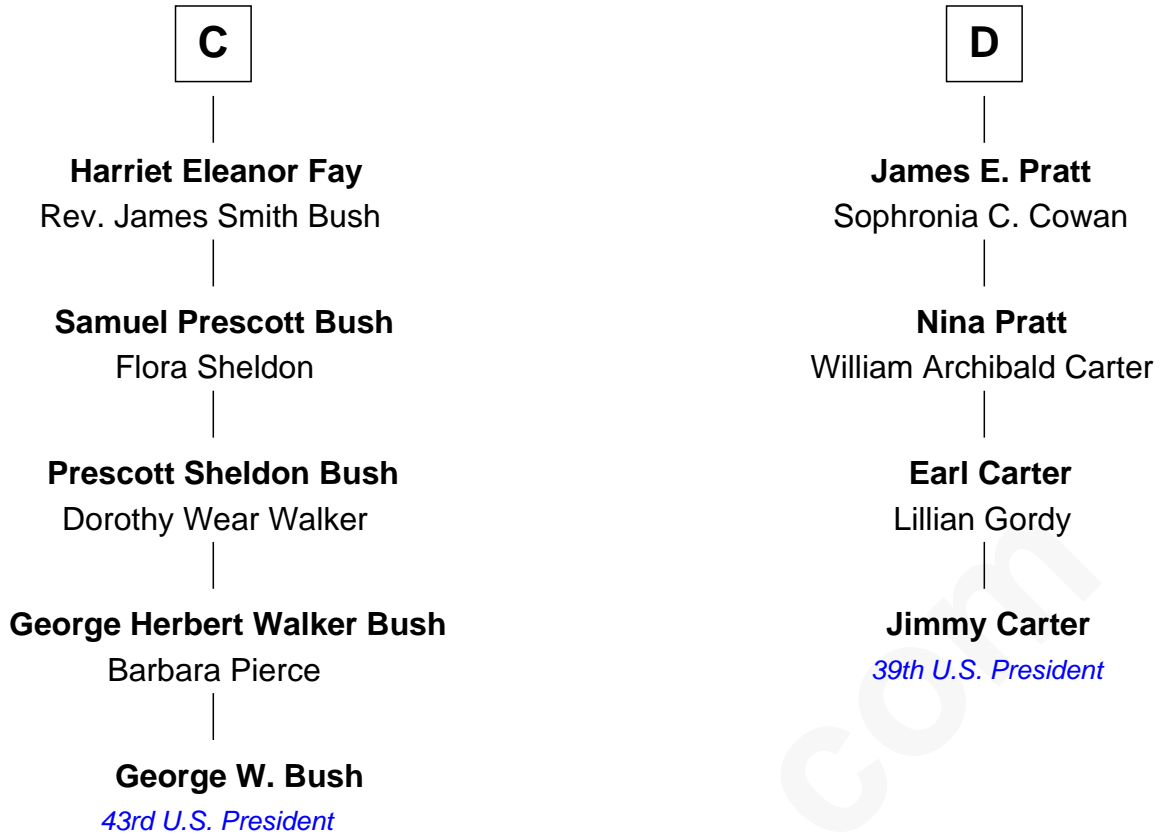 C
Harriet Eleanor Fay
Rev. James Smith Bush
Samuel Prescott Bush
Flora Sheldon
Prescott Sheldon Bush
Dorothy Wear Walker
George Herbert Walker Bush
Barbara Pierce
George W. Bush
43rd U.S. President
D
James E. Pratt
Sophronia C. Cowan
Nina Pratt
William Archibald Carter
Earl Carter
Lillian Gordy
Jimmy Carter
39th U.S. President
com